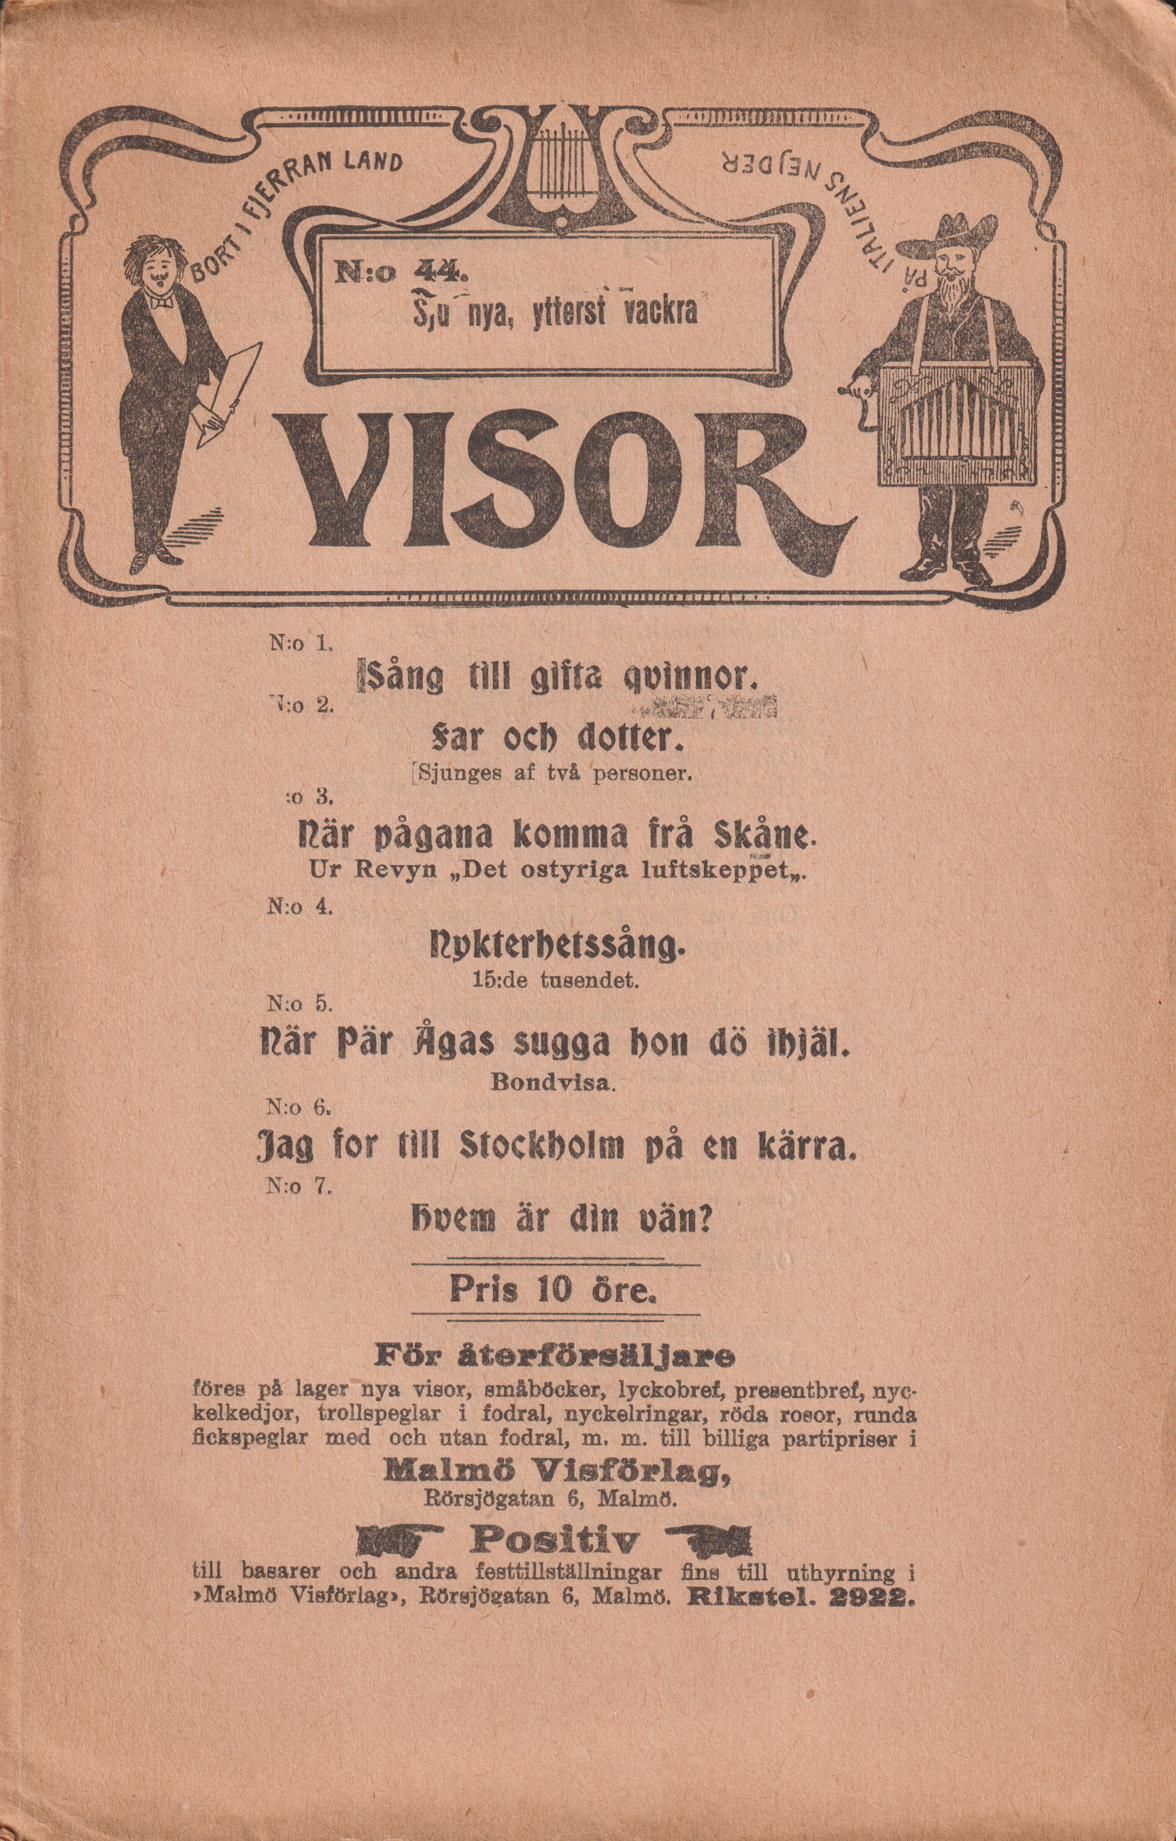 BORT I FJERRAN LAND
PÅ ITALIENS NEJDER
N:o 44.
Sju nya, ytterst vackra
VISOR
N:o 1.
Sång till gifta qvinnor.
N:o 2.
Far och dotter.
Sjunges af två personer.
:o 3.
När pågana komma frå Skåne.
Ur Revyn „Det ostyriga luftskeppet„.
N:o 4.
Nykterhetssång.
15:de tusendet.
N:o 5.
När Pär Ågas sugga hon dö ihjäl.
Bondvisa.
N:o 6.
Jag for till Stockholm på en kärra.
N:o 7.
Hvem är din vän?
Pris 10 öre.
För återförsäljare
föres på lager nya visor, småböcker, lyckobref, presentbref, nyc-
kelkedjor, trollspeglar i fodral, nyckelringar, röda rosor, runda
fickspeglar med och utan fodral, m. m. till billiga partipriser i
Malmö Visförlag,
Rörsjögatan 6, Malmö.
Positiv
till basarer och andra festtillställningar fins till uthyrning i
›Malmö Visförlag›, Rörsjögatan 6, Malmö. Rikstel. 2922.